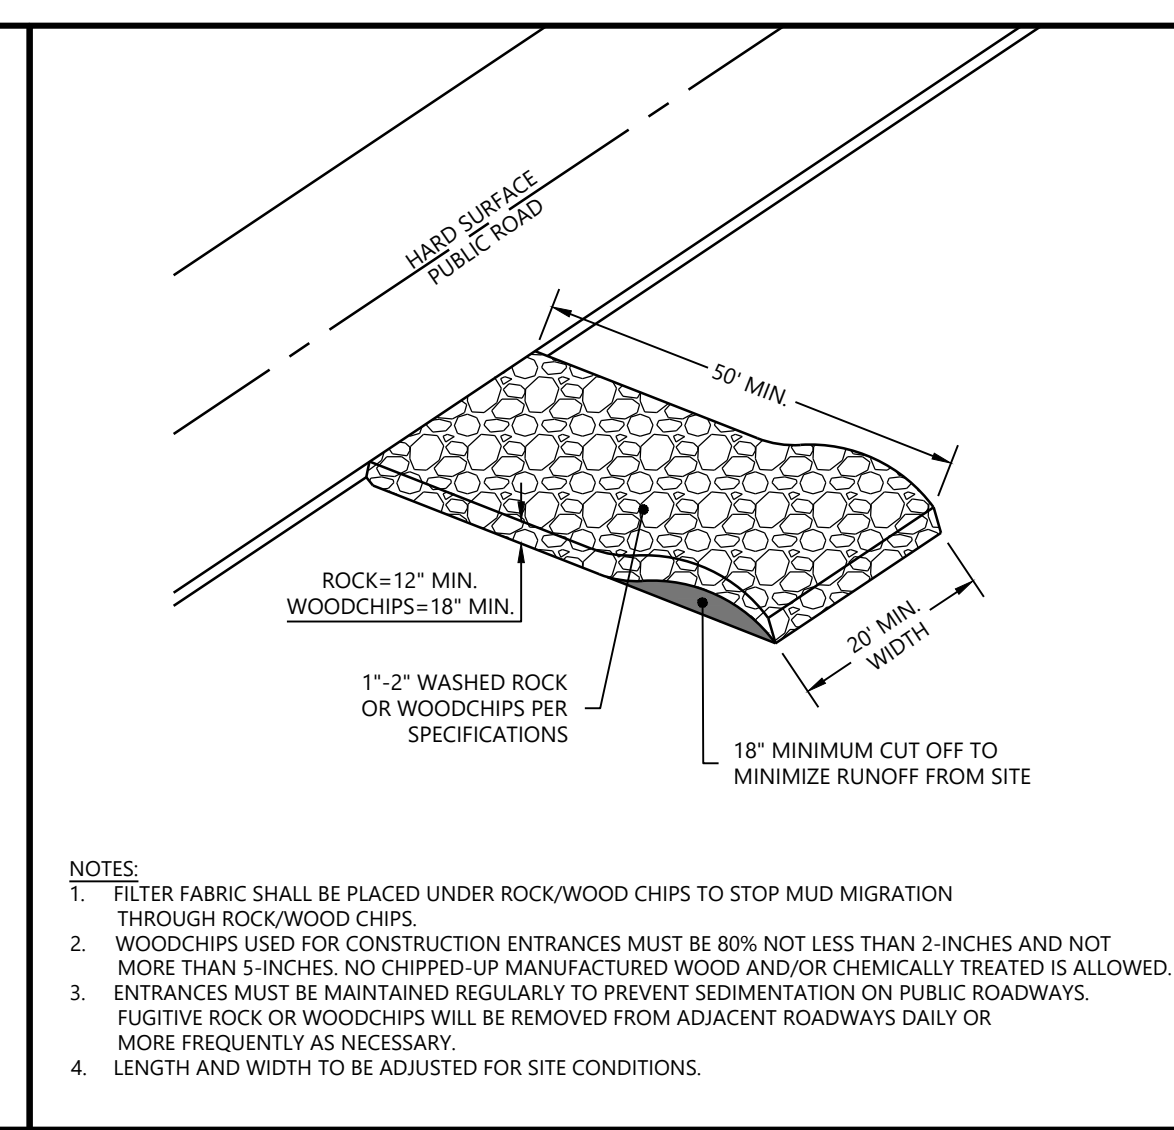 HARD SURFACE
PUBLIC ROAD
50' MIN.
ROCK=12" MIN.
WOODCHIPS=18" MIN.
20' MIN.
WIDTH
1"-2" WASHED ROCK
OR WOODCHIPS PER
SPECIFICATIONS
18" MINIMUM CUT OFF TO
MINIMIZE RUNOFF FROM SITE
NOTES:
1. FILTER FABRIC SHALL BE PLACED UNDER ROCK/WOOD CHIPS TO STOP MUD MIGRATION
THROUGH ROCK/WOOD CHIPS.
2. WOODCHIPS USED FOR CONSTRUCTION ENTRANCES MUST BE 80% NOT LESS THAN 2-INCHES AND NOT
MORE THAN 5-INCHES. NO CHIPPED-UP MANUFACTURED WOOD AND/OR CHEMICALLY TREATED IS ALLOWED.
3. ENTRANCES MUST BE MAINTAINED REGULARLY TO PREVENT SEDIMENTATION ON PUBLIC ROADWAYS.
FUGITIVE ROCK OR WOODCHIPS WILL BE REMOVED FROM ADJACENT ROADWAYS DAILY OR
MORE FREQUENTLY AS NECESSARY.
4. LENGTH AND WIDTH TO BE ADJUSTED FOR SITE CONDITIONS.